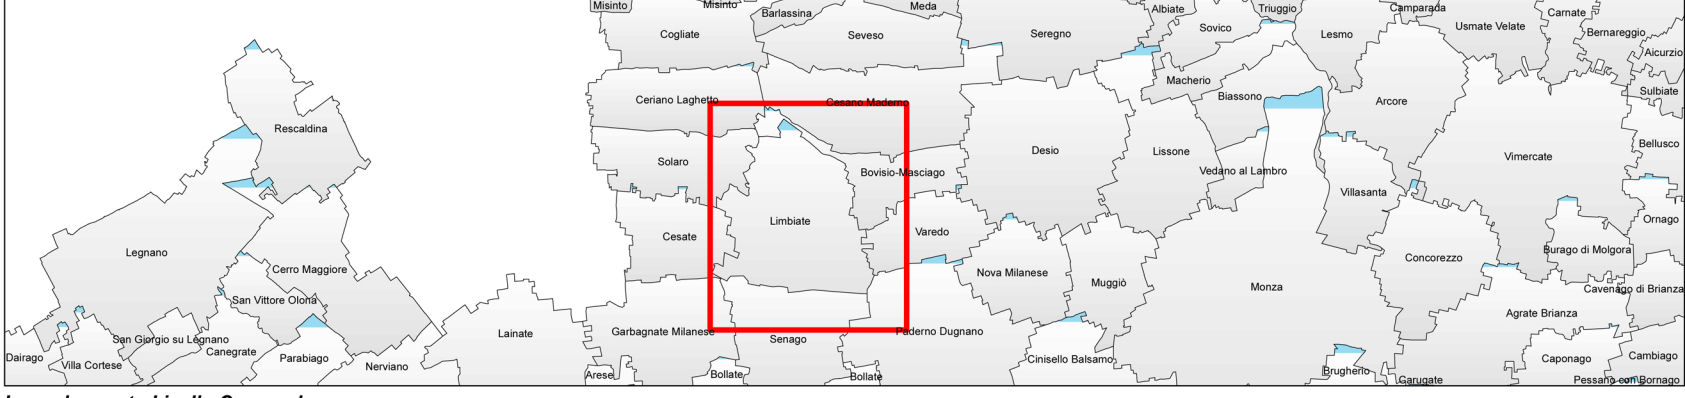 Misinto
Misinto
Barlassina
Meda
Albiate
Triuggio
Camparada
Carnate
Cogliate
Seveso
Seregno
Sovico
Lesmo
Usmate Velate
Bernareggio
Aicurzio
Macherio
Ceriano Laghetto
Cesano Maderno
Biassono
Arcore
Sulbiate
Rescaldina
Solaro
Desio
Lissone
Vimercate
Bellusco
Bovisio-Masciago
Vedano al Lambro
Villasanta
Limbiate
Ornago
Cesate
Varedo
Legnano
Burago di Molgora
Concorezzo
Cerro Maggiore
Nova Milanese
Muggiò
Monza
Cavenago di Brianza
San Vittore Olona
Agrate Brianza
Lainate
Garbagnate Milanese
Senago
Paderno Dugnano
San Giorgio su Legnano
Canegrate
Dairago
Villa Cortese
Parabiago
Nerviano
Cinisello Balsamo
Caponago
Cambiago
Arese
Bollate
Bollate
Brugherio
Carugate
Pessano con Bornago